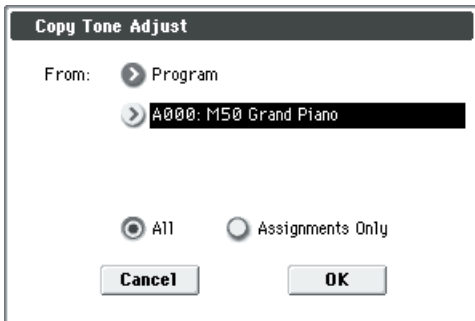 Copy Tone Adjust
From: Program
A000: M50 Grand Piano
All Assignments Only
Cancel OK